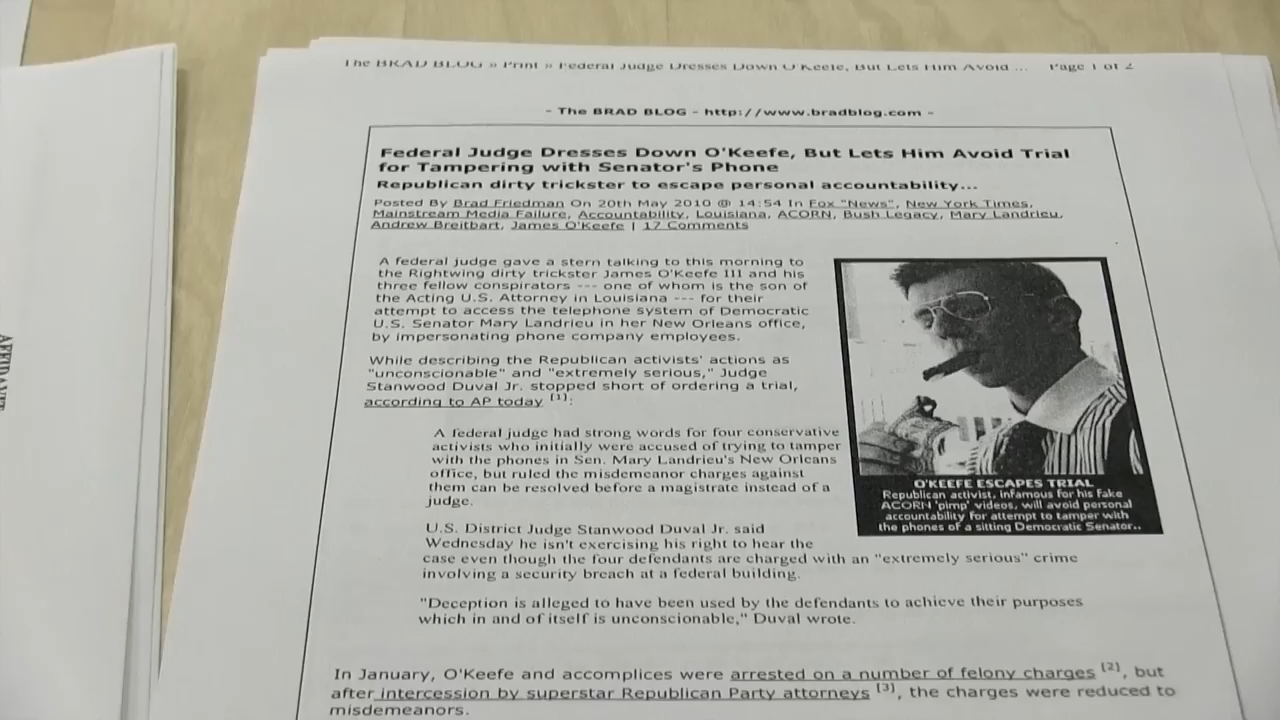 The BRAD BLOG » Print » Federal Judge Dresses Down O'Keefe, But Lets Him Avoid ... Page 1 of 2
- The BRAD BLOG - http://www.bradblog.com -
Federal Judge Dresses Down O'Keefe, But Lets Him Avoid Trial
for Tampering with Senator's Phone
Republican dirty trickster to escape personal accountability...
Posted By Brad Friedman On 20th May 2010 @ 14:54 In Fox "News", New York Times,
Mainstream Media Failure, Accountability, Louisiana, ACORN, Bush Legacy, Mary Landrieu,
Andrew Breitbart, James O'Keefe | 17 Comments
A federal judge gave a stern talking to this morning to
the Rightwing dirty trickster James O'Keefe III and his
three fellow conspirators --- one of whom is the son of
the Acting U.S. Attorney in Louisiana --- for their
attempt to access the telephone system of Democratic
U.S. Senator Mary Landrieu in her New Orleans office,
by impersonating phone company employees.
While describing the Republican activists' actions as
"unconscionable" and "extremely serious," Judge
Stanwood Duval Jr. stopped short of ordering a trial,
according to AP today [1]:
A federal judge had strong words for four conservative
activists who initially were accused of trying to tamper
with the phones in Sen. Mary Landrieu's New Orleans
office, but ruled the misdemeanor charges against
them can be resolved before a magistrate instead of a
judge.
O'KEEFE ESCAPES TRIAL
Republican activist, infamous for his fake
ACORN 'pimp' videos, will avoid personal
accountability for attempt to tamper with
the phones of a sitting Democratic Senator..
U.S. District Judge Stanwood Duval Jr. said
Wednesday he isn't exercising his right to hear the
case even though the four defendants are charged with an "extremely serious" crime
involving a security breach at a federal building.
"Deception is alleged to have been used by the defendants to achieve their purposes
which in and of itself is unconscionable," Duval wrote.
In January, O'Keefe and accomplices were arrested on a number of felony charges [2], but
after intercession by superstar Republican Party attorneys [3], the charges were reduced to
misdemeanors.
AFFIDAVIT